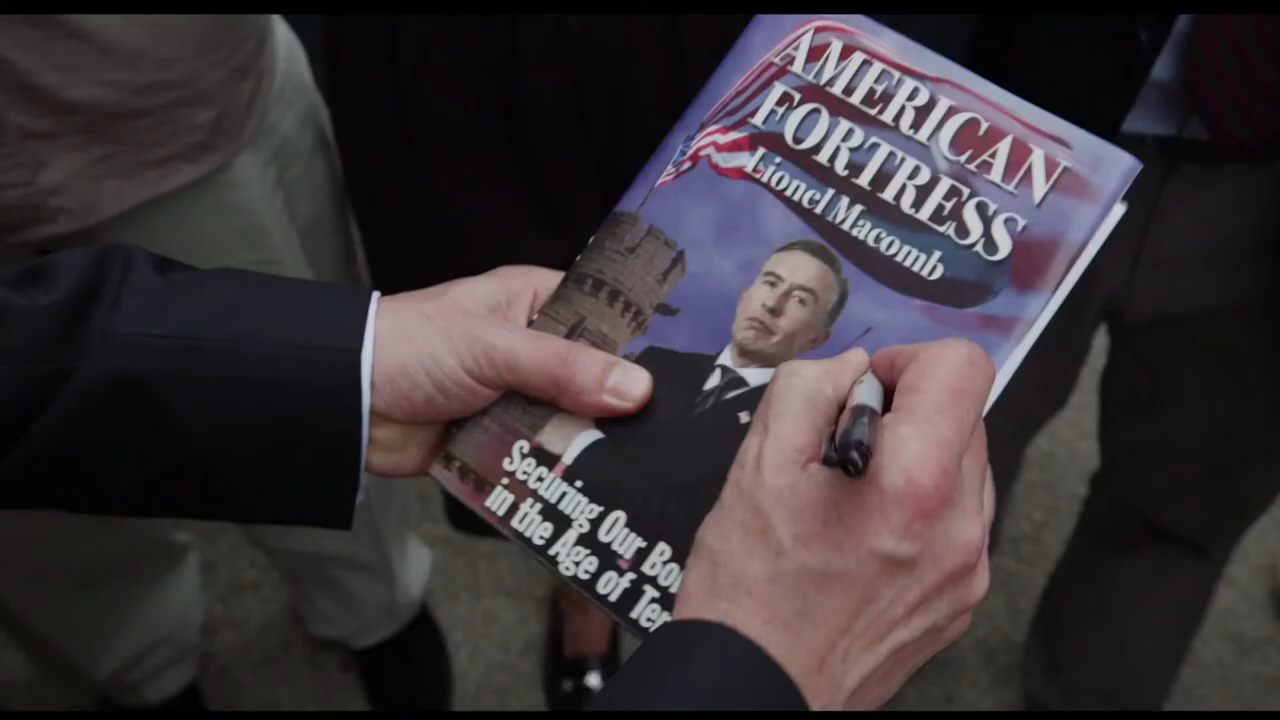 AMERICAN
FORTRESS
Lionel Macomb
Securing Our
in the Age of